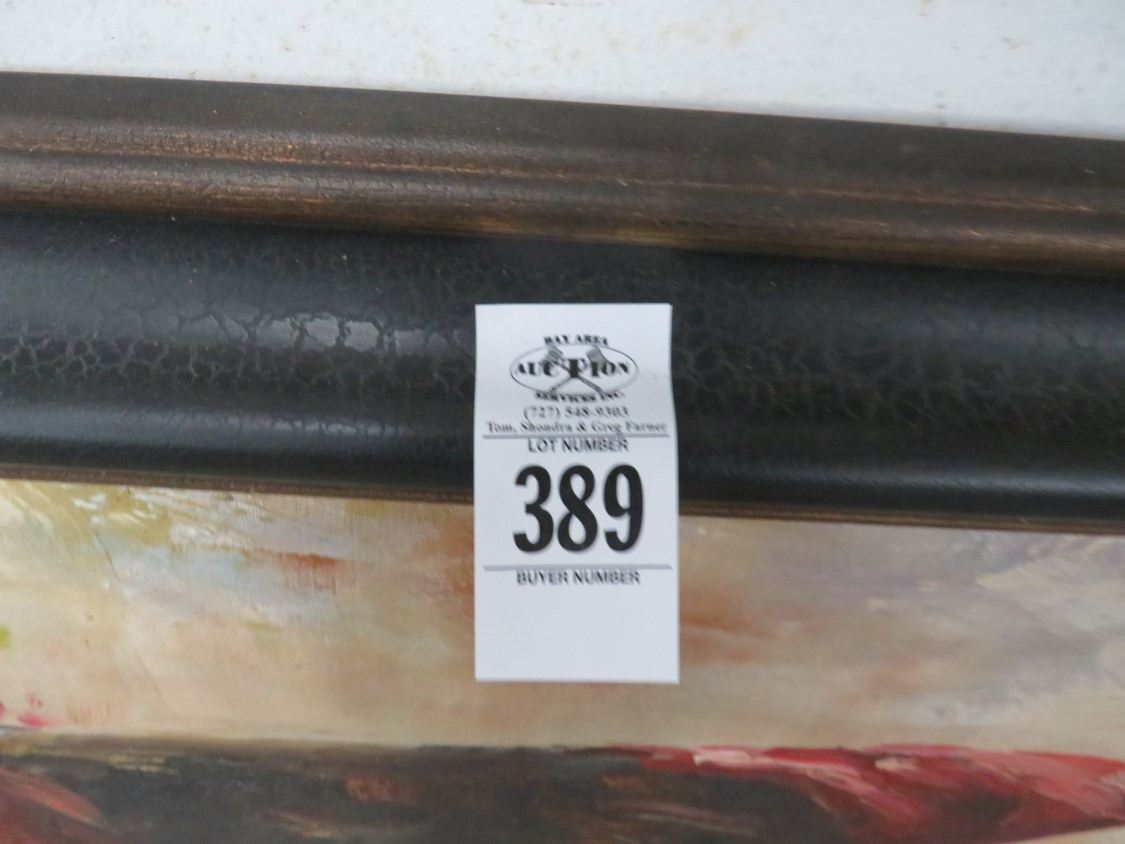 BAY AREA
AUCTION
SERVICES INC.
(727) 548-9303
Tom, Shondra & Greg Farner
LOT NUMBER
389
BUYER NUMBER